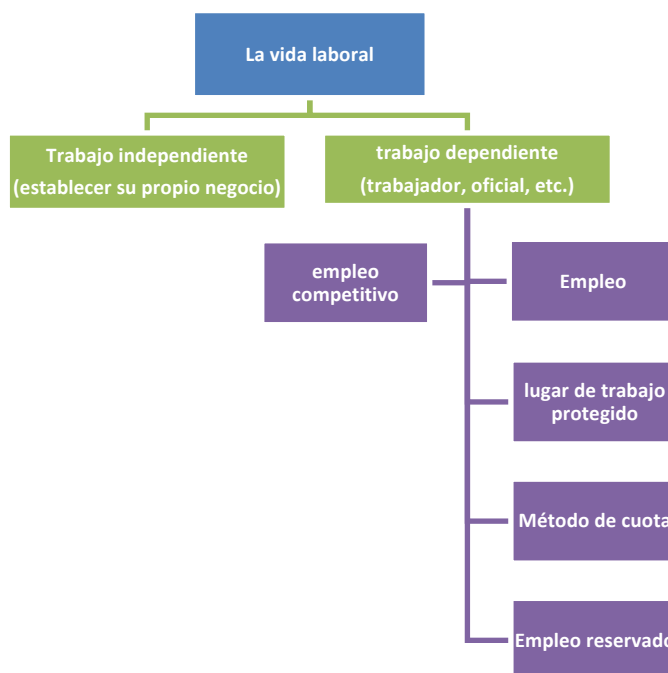 La vida laboral
Trabajo independiente
(establecer su propio negocio)
trabajo dependiente
(trabajador, oficial, etc.)
empleo
competitivo
Empleo
lugar de trabajo
protegido
Método de cuota
Empleo reservado